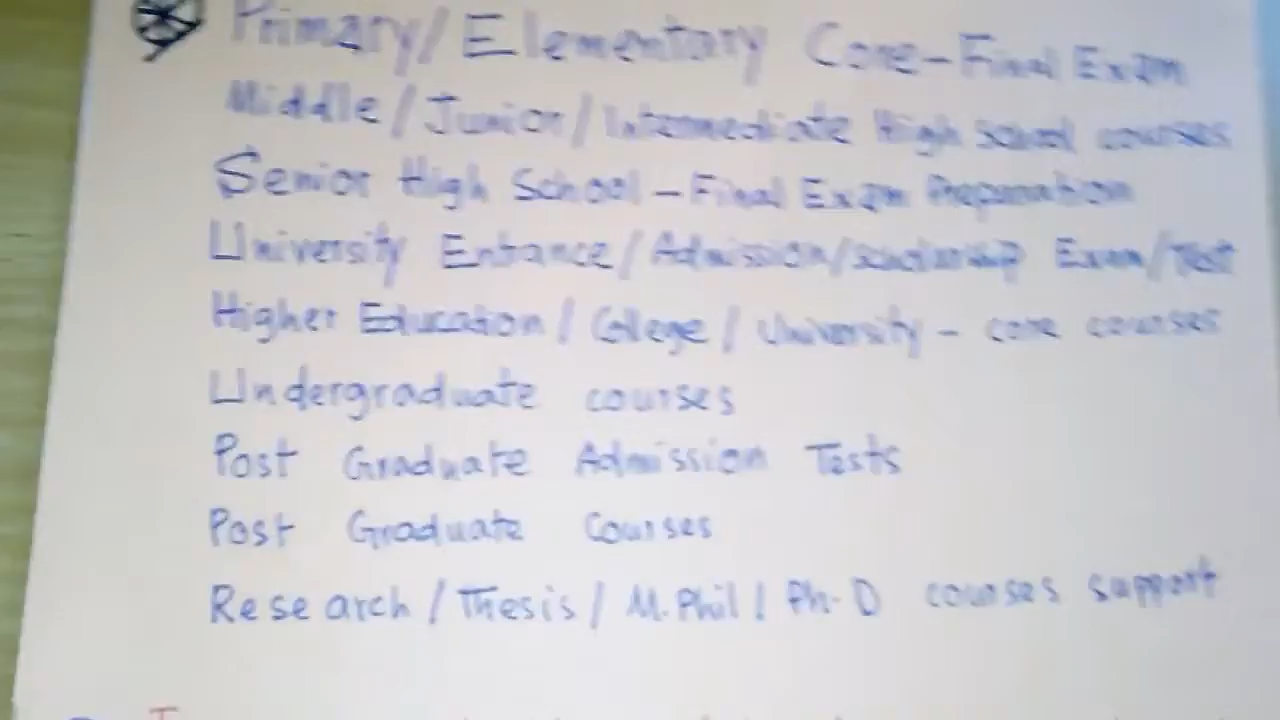 Primary/Elementary Core-Final Exam
Middle/Junior/Intermediate High school courses
Senior High School-Final Exam Preparation
University Entrance/Admission/scholarship Exam/Test
Higher Education/College/University - core courses
Undergraduate courses
Post Graduate Admission Tests
Post Graduate Courses
Research/Thesis/M.Phil/Ph.D courses support